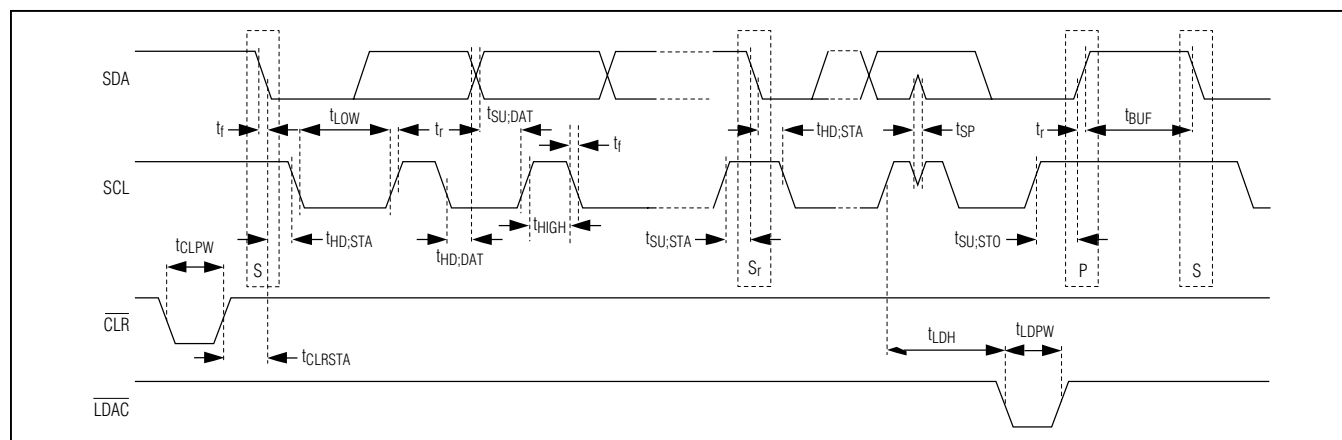 SDA
tf
tLOW
tr
tSU;DAT
tf
tHD;STA
tSP
tr
tBUF
SCL
tCLPW
tHD;STA
tHD;DAT
tHIGH
tSU;STA
tSU;STO
S
Sr
P
S
CLR
tCLRSTA
tLDH
tLDPW
LDAC